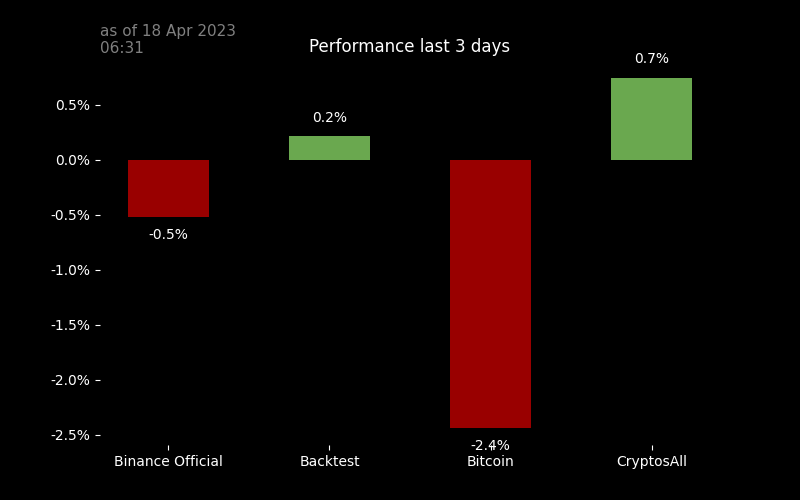 as of 18 Apr 2023
06:31
Performance last 3 days
0.7%
0.5%
0.2%
0.0%
-0.5%
-0.5%
-1.0%
-1.5%
-2.0%
-2.5%
-2.4%
Binance Official
Backtest
Bitcoin
CryptosAll